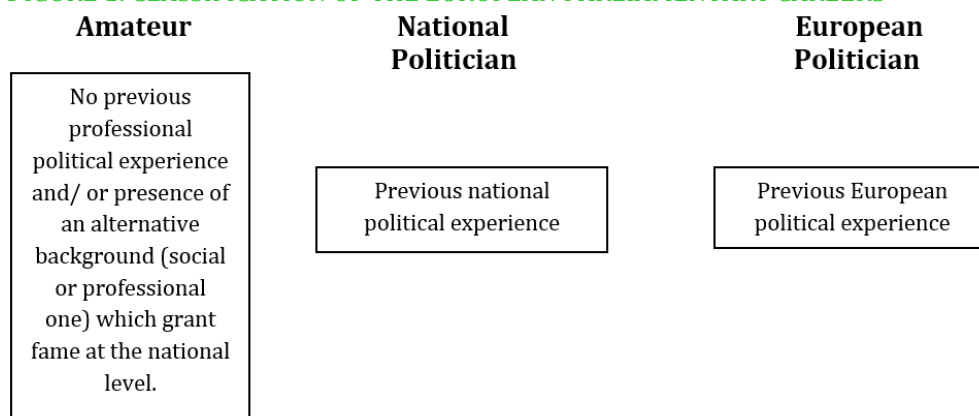 Amateur
National
Politician
European
Politician
No previous
professional
political experience
and/ or presence of
an alternative
background (social
or professional
one) which grant
fame at the national
level.
Previous national
political experience
Previous European
political experience